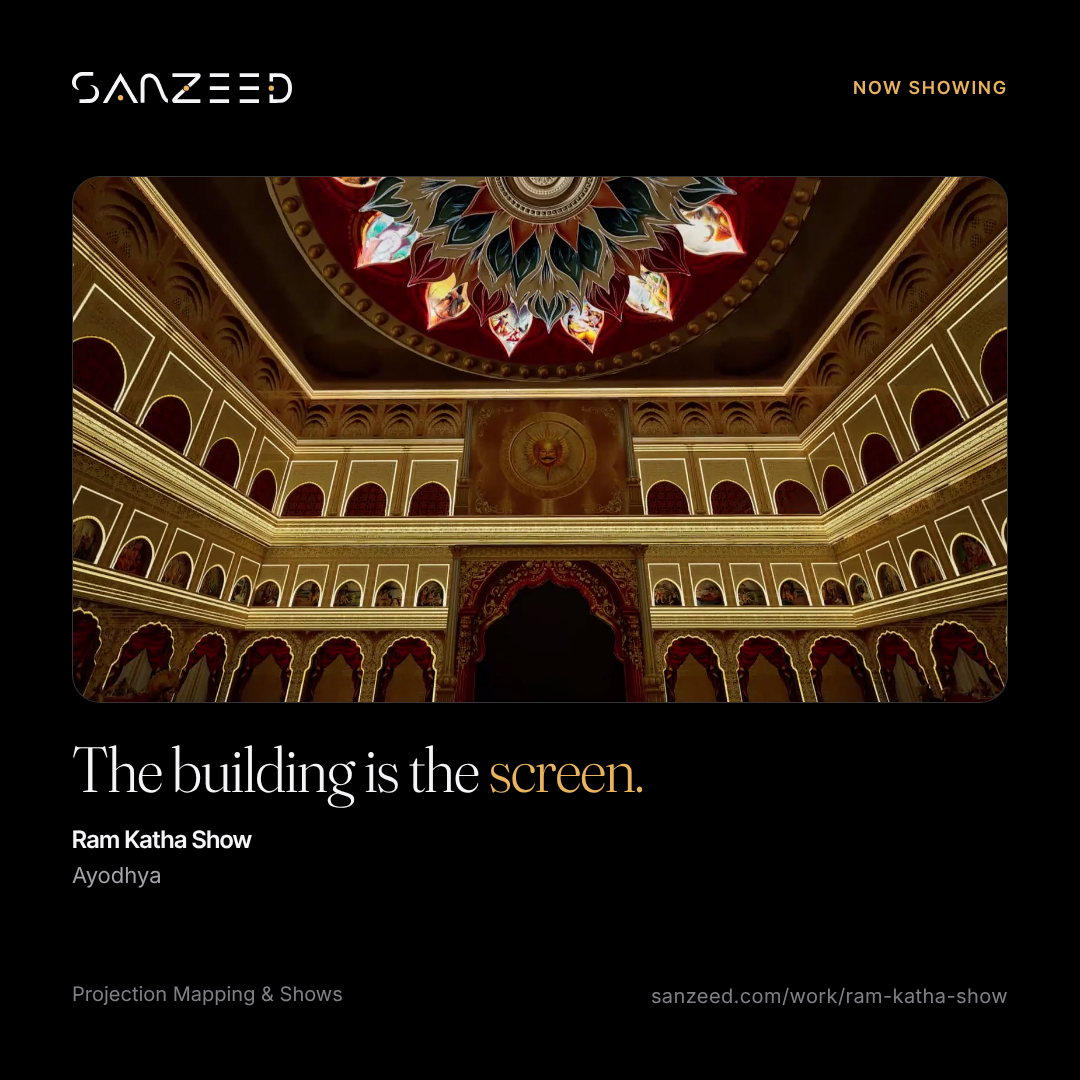 SANZEED
NOW SHOWING
The building is the screen.
Ram Katha Show
Ayodhya
Projection Mapping & Shows
sanzeed.com/work/ram-katha-show